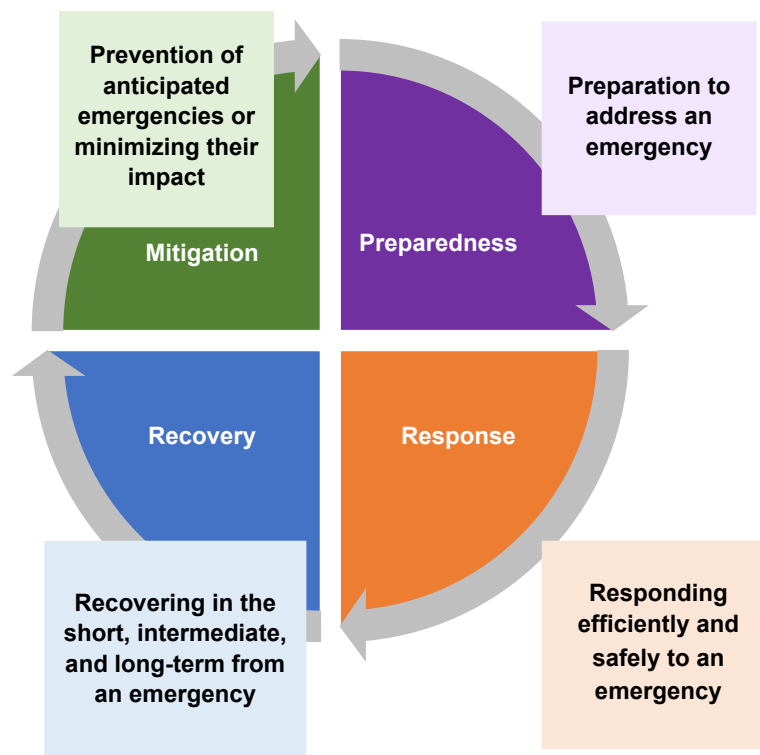 Prevention of
anticipated
emergencies or
minimizing their
impact
Mitigation
Preparation to
address an
emergency
Preparedness
Recovery
Recovering in the
short, intermediate,
and long-term from
an emergency
Response
Responding
efficiently and
safely to an
emergency